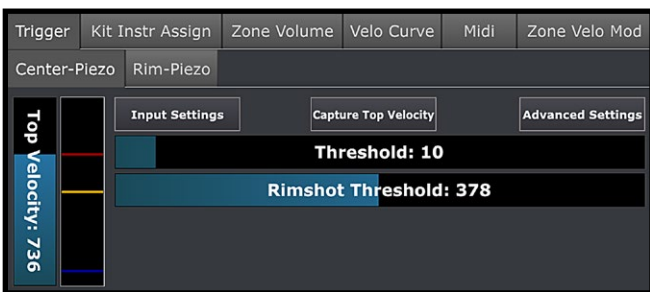 Trigger Kit Instr Assign Zone Volume Velo Curve Midi Zone Velo Mod
Center-Piezo Rim-Piezo
Top Velocity: 736
Input Settings Capture Top Velocity Advanced Settings
Threshold: 10
Rimshot Threshold: 378